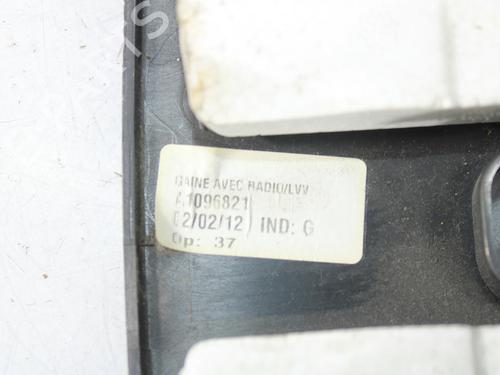 GAINE AVEC RADIO/LVV
A1096821
02/02/12 IND: G
Op: 37